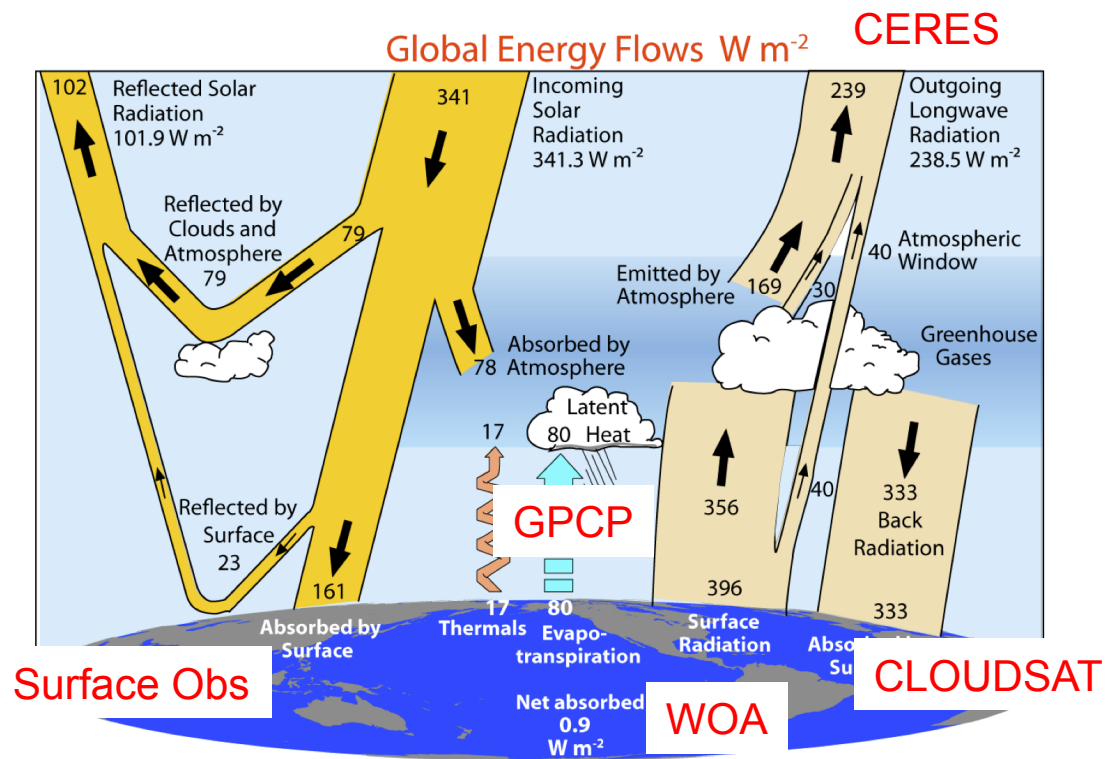 CERES
Global Energy Flows W m-2
102
Reflected Solar
Radiation
101.9 W m-2
341
Incoming
Solar
Radiation
341.3 W m-2
239
Outgoing
Longwave
Radiation
238.5 W m-2
Reflected by
Clouds and
Atmosphere
79
79
Emitted by
Atmosphere
169
30
40
Atmospheric
Window
Greenhouse
Gases
78
Absorbed by
Atmosphere
17
Latent
80 Heat
GPCP
Reflected by
Surface
23
161
356
40
333
Back
Radiation
396
333
Absorbed by
Surface
17
Thermals
80
Evapo-
transpiration
Surface
Radiation
Surface Obs
CLOUDSAT
Net absorbed
0.9
W m-2
WOA